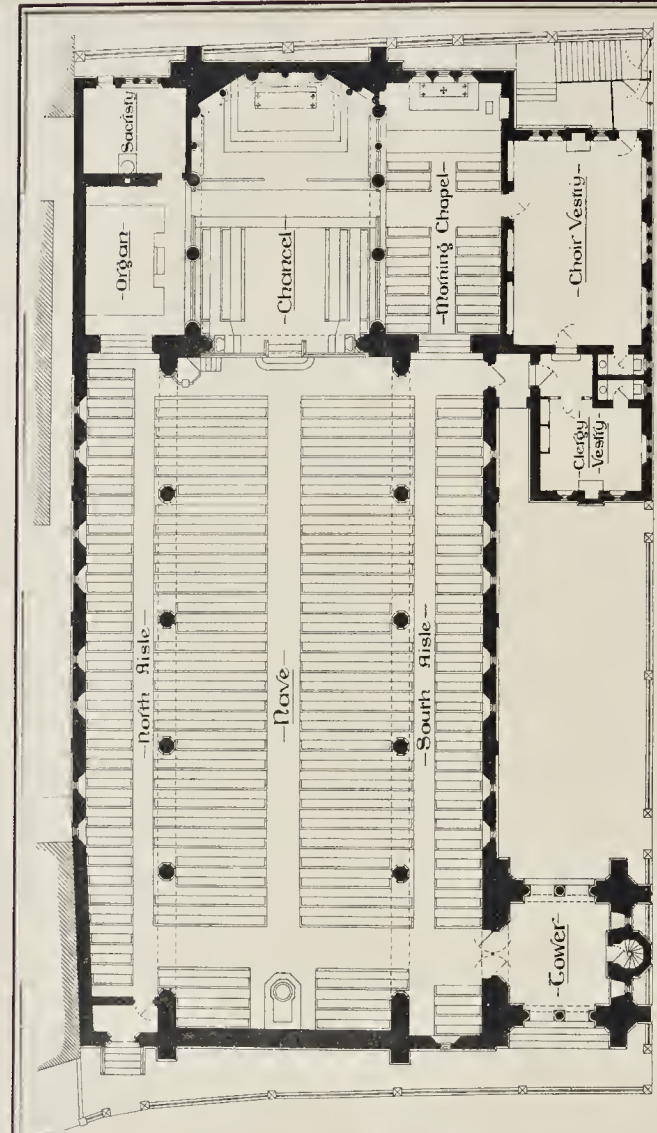 -Sacristy
-Organ-
-Chancel-
-Morning Chapel-
-Choir Vestry-
-Clergy
Vestry-
-North Aisle-
-Nave-
-South Aisle-
-Tower-